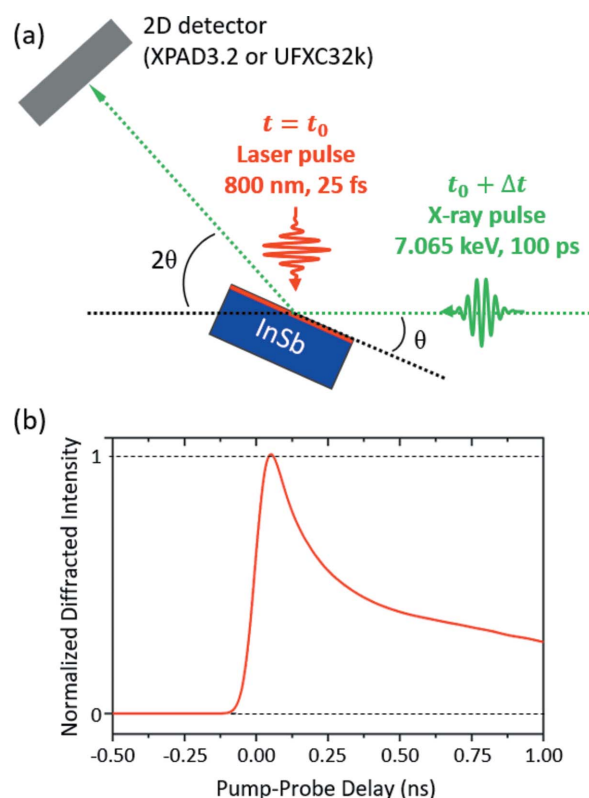 (a)
2D detector
(XPAD3.2 or UFXC32k)
t = t₀
Laser pulse
800 nm, 25 fs
t₀ + Δt
X-ray pulse
7.065 keV, 100 ps
2θ
InSb
θ
(b)
Normalized Diffracted Intensity
1
0
-0.50 -0.25 0.00 0.25 0.50 0.75 1.00
Pump-Probe Delay (ns)